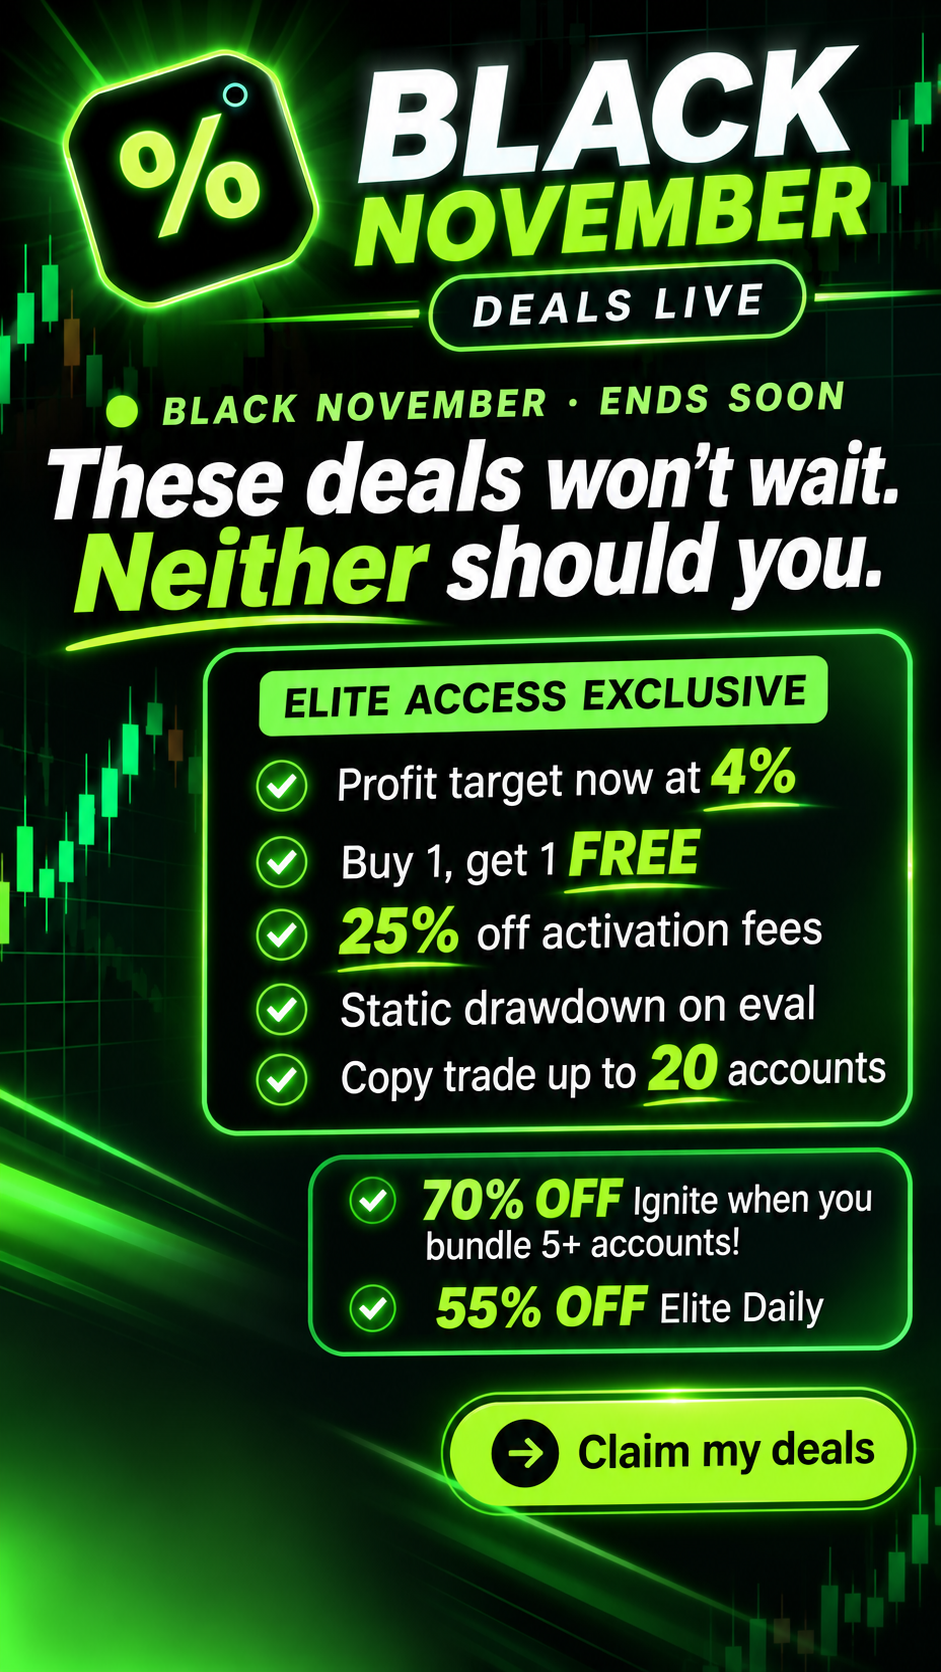 %
BLACK
NOVEMBER
DEALS LIVE
BLACK NOVEMBER · ENDS SOON
These deals won't wait.
Neither should you.
ELITE ACCESS EXCLUSIVE
Profit target now at 4%
Buy 1, get 1 FREE
25% off activation fees
Static drawdown on eval
Copy trade up to 20 accounts
70% OFF Ignite when you
bundle 5+ accounts!
55% OFF Elite Daily
Claim my deals